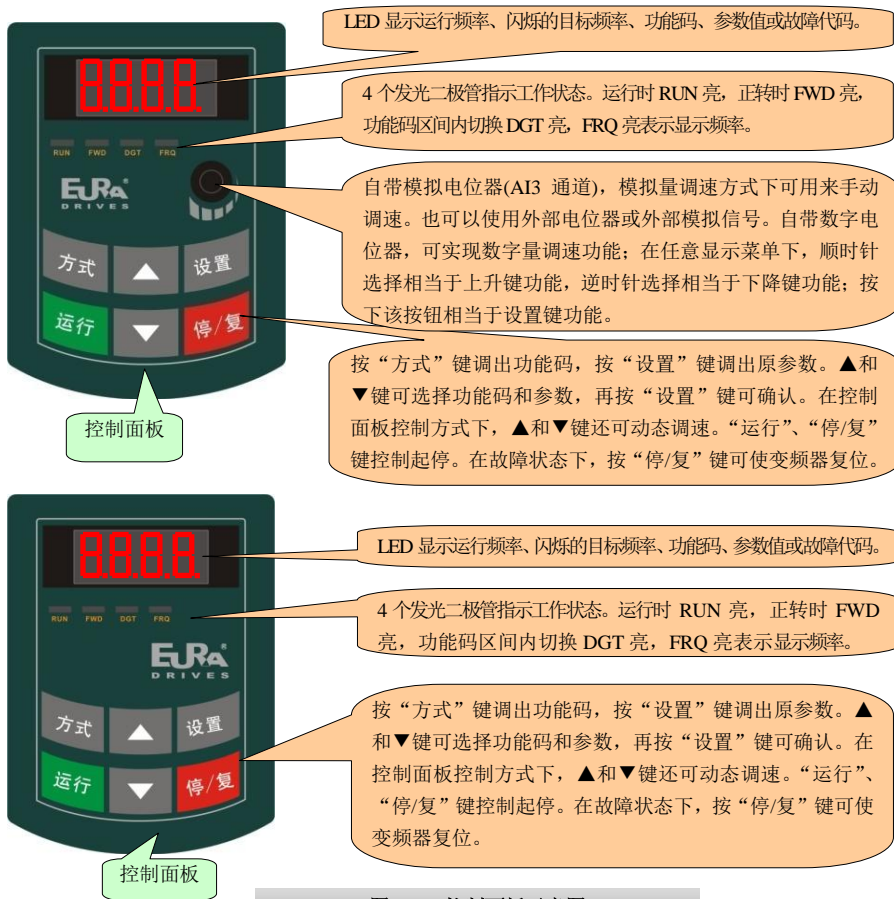 LED 显示运行频率、闪烁的目标频率、功能码、参数值或故障代码。
8.8.8.8.
4 个发光二极管指示工作状态。运行时 RUN 亮，正转时 FWD 亮，
功能码区间内切换 DGT 亮，FRQ 亮表示显示频率。
RUN FWD DGT FRQ
EURA
DRIVES
自带模拟电位器(AI3 通道)，模拟量调速方式下可用来手动
调速。也可以使用外部电位器或外部模拟信号。自带数字电
位器，可实现数字量调速功能；在任意显示菜单下，顺时针
选择相当于上升键功能，逆时针选择相当于下降键功能；按
下该按钮相当于设置键功能。
方式 ▲ 设置
运行 ▼ 停/复
按“方式”键调出功能码，按“设置”键调出原参数。▲和
▼键可选择功能码和参数，再按“设置”键可确认。在控制
面板控制方式下，▲和▼键还可动态调速。“运行”、“停/复”
键控制起停。在故障状态下，按“停/复”键可使变频器复位。
控制面板
8.8.8.8.
LED 显示运行频率、闪烁的目标频率、功能码、参数值或故障代码。
RUN FWD DGT FRQ
4 个发光二极管指示工作状态。运行时 RUN 亮，正转时 FWD
亮，功能码区间内切换 DGT 亮，FRQ 亮表示显示频率。
EURA
DRIVES
方式 ▲ 设置
运行 ▼ 停/复
按“方式”键调出功能码，按“设置”键调出原参数。▲
和▼键可选择功能码和参数，再按“设置”键可确认。在
控制面板控制方式下，▲和▼键还可动态调速。“运行”、
“停/复”键控制起停。在故障状态下，按“停/复”键可使
变频器复位。
控制面板